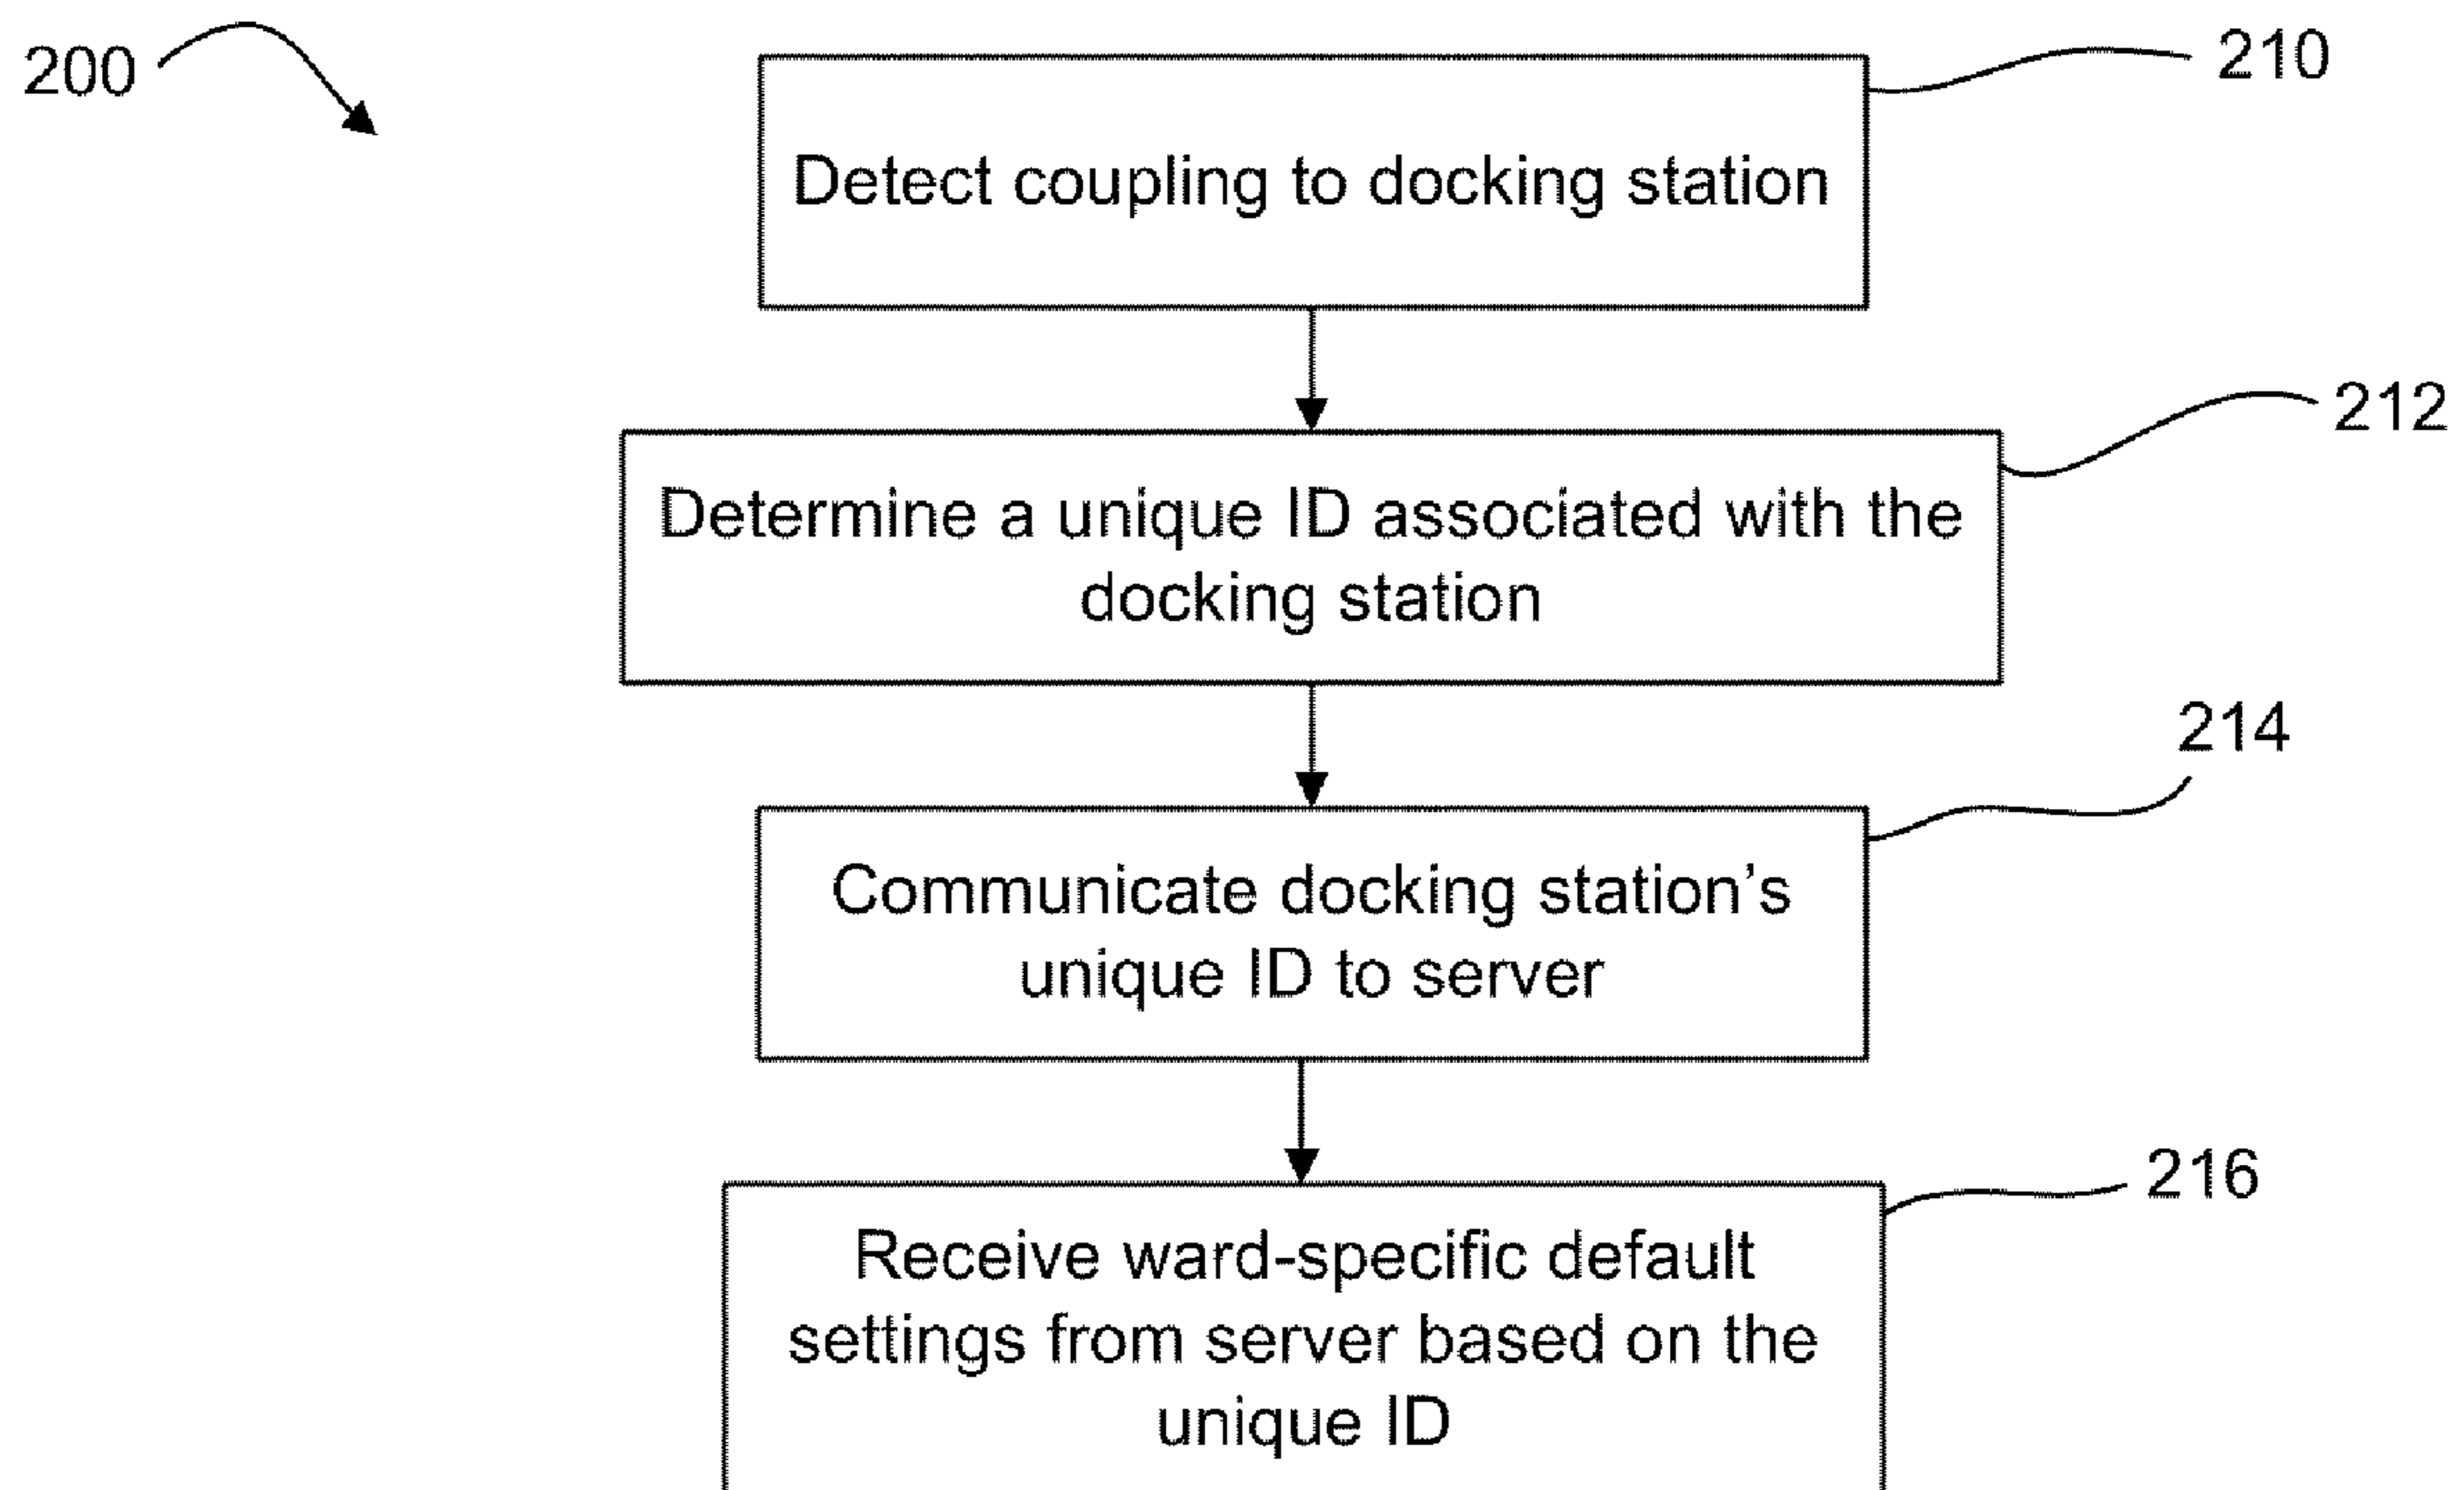 200
210
Detect coupling to docking station
212
Determine a unique ID associated with the
docking station
214
Communicate docking station’s
unique ID to server
216
Receive ward-specific default
settings from server based on the
unique ID